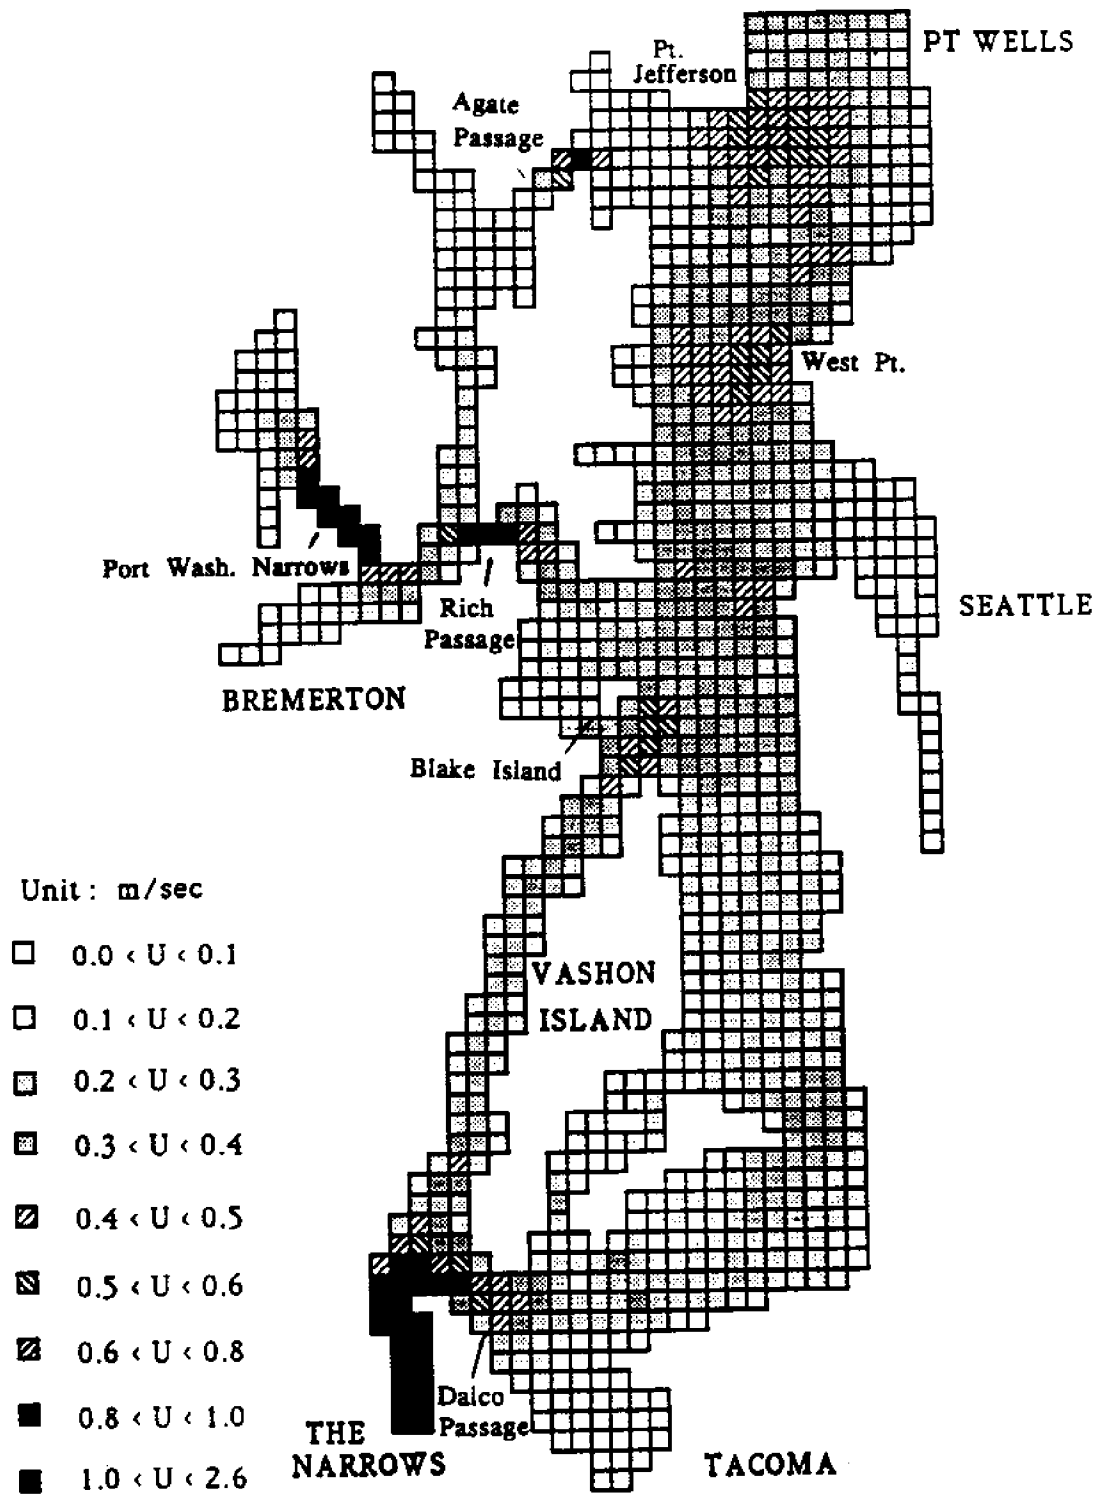 PT WELLS
Pt.
Jefferson
Agate
Passage
West Pt.
Port Wash. Narrows
Rich
Passage
SEATTLE
BREMERTON
Blake Island
Unit : m/sec
0.0 < U < 0.1
0.1 < U < 0.2
0.2 < U < 0.3
0.3 < U < 0.4
0.4 < U < 0.5
0.5 < U < 0.6
0.6 < U < 0.8
0.8 < U < 1.0
1.0 < U < 2.6
VASHON
ISLAND
Dalco
Passage
THE
NARROWS
TACOMA